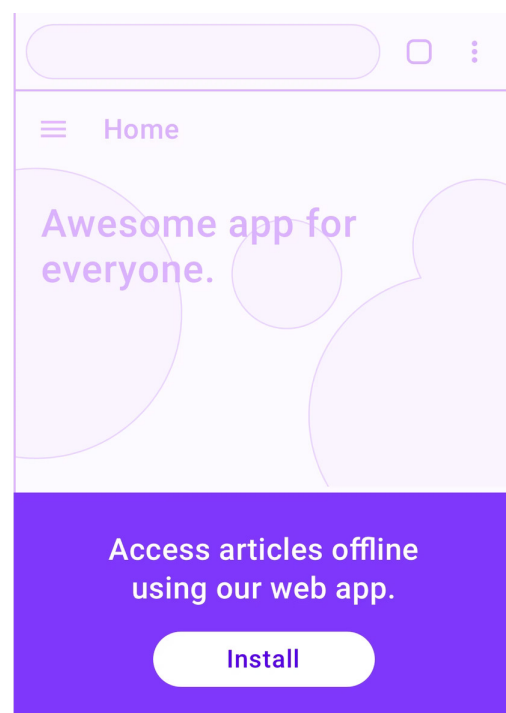 Home
Awesome app for
everyone.
Access articles offline
using our web app.
Install